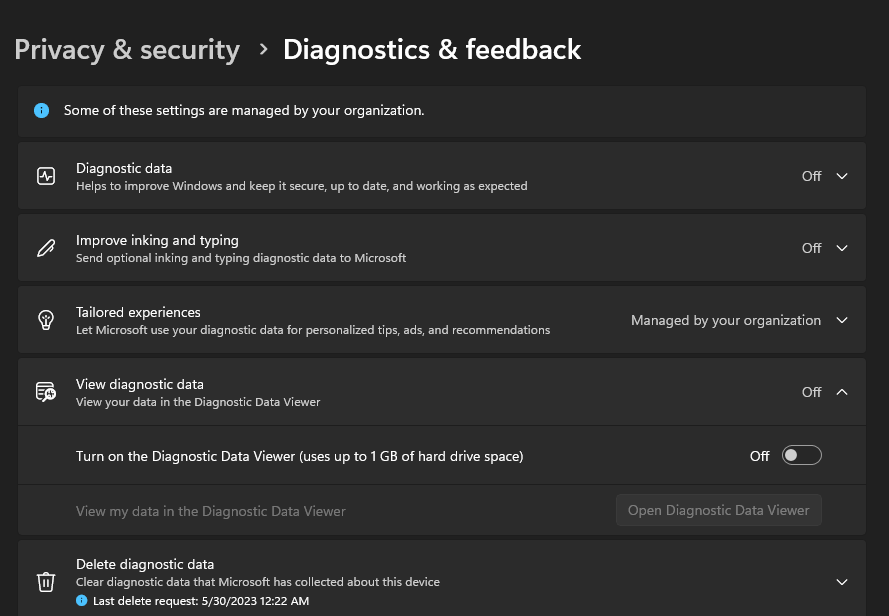 Privacy & security > Diagnostics & feedback
Some of these settings are managed by your organization.
Diagnostic data
Helps to improve Windows and keep it secure, up to date, and working as expected
Off
Improve inking and typing
Send optional inking and typing diagnostic data to Microsoft
Off
Tailored experiences
Let Microsoft use your diagnostic data for personalized tips, ads, and recommendations
Managed by your organization
View diagnostic data
View your data in the Diagnostic Data Viewer
Off
Turn on the Diagnostic Data Viewer (uses up to 1 GB of hard drive space)
Off
View my data in the Diagnostic Data Viewer
Open Diagnostic Data Viewer
Delete diagnostic data
Clear diagnostic data that Microsoft has collected about this device
Last delete request: 5/30/2023 12:22 AM